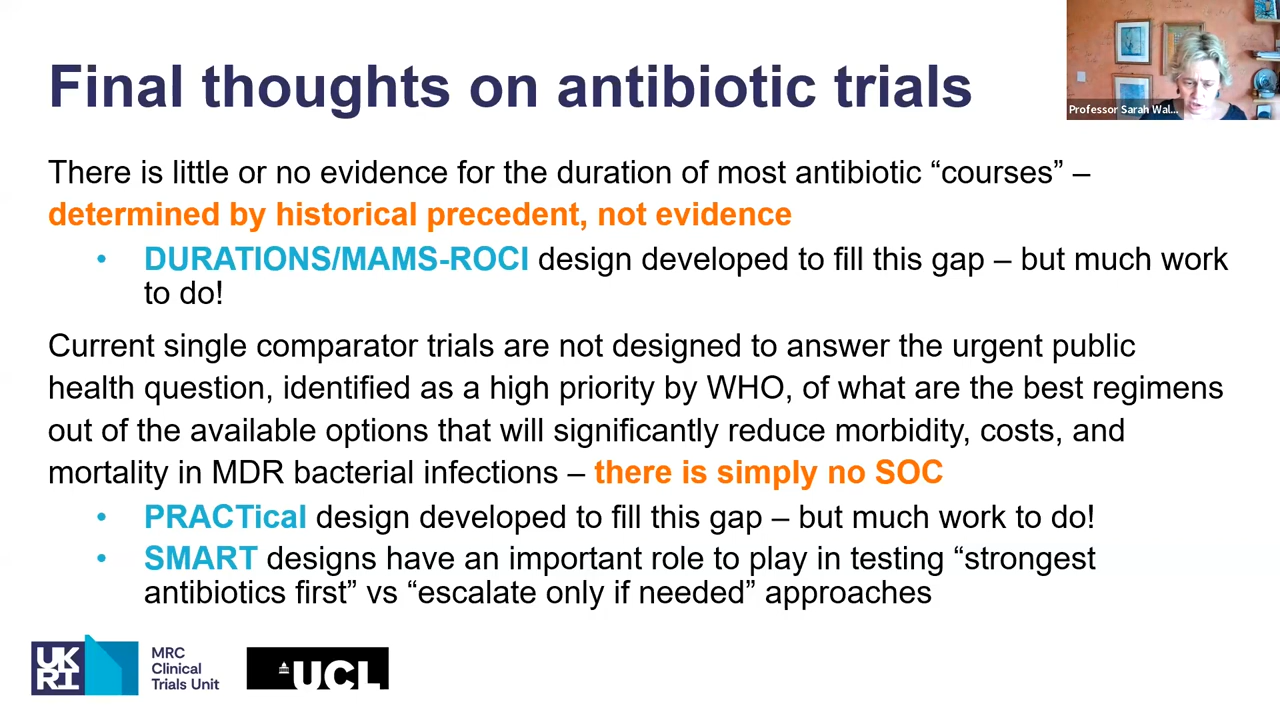 Final thoughts on antibiotic trials
Professor Sarah Wal...
There is little or no evidence for the duration of most antibiotic “courses” –
determined by historical precedent, not evidence
• DURATIONS/MAMS-ROCI design developed to fill this gap – but much work
to do!
Current single comparator trials are not designed to answer the urgent public
health question, identified as a high priority by WHO, of what are the best regimens
out of the available options that will significantly reduce morbidity, costs, and
mortality in MDR bacterial infections – there is simply no SOC
• PRACTical design developed to fill this gap – but much work to do!
• SMART designs have an important role to play in testing “strongest
antibiotics first” vs “escalate only if needed” approaches
UK
RI
MRC
Clinical
Trials Unit
UCL